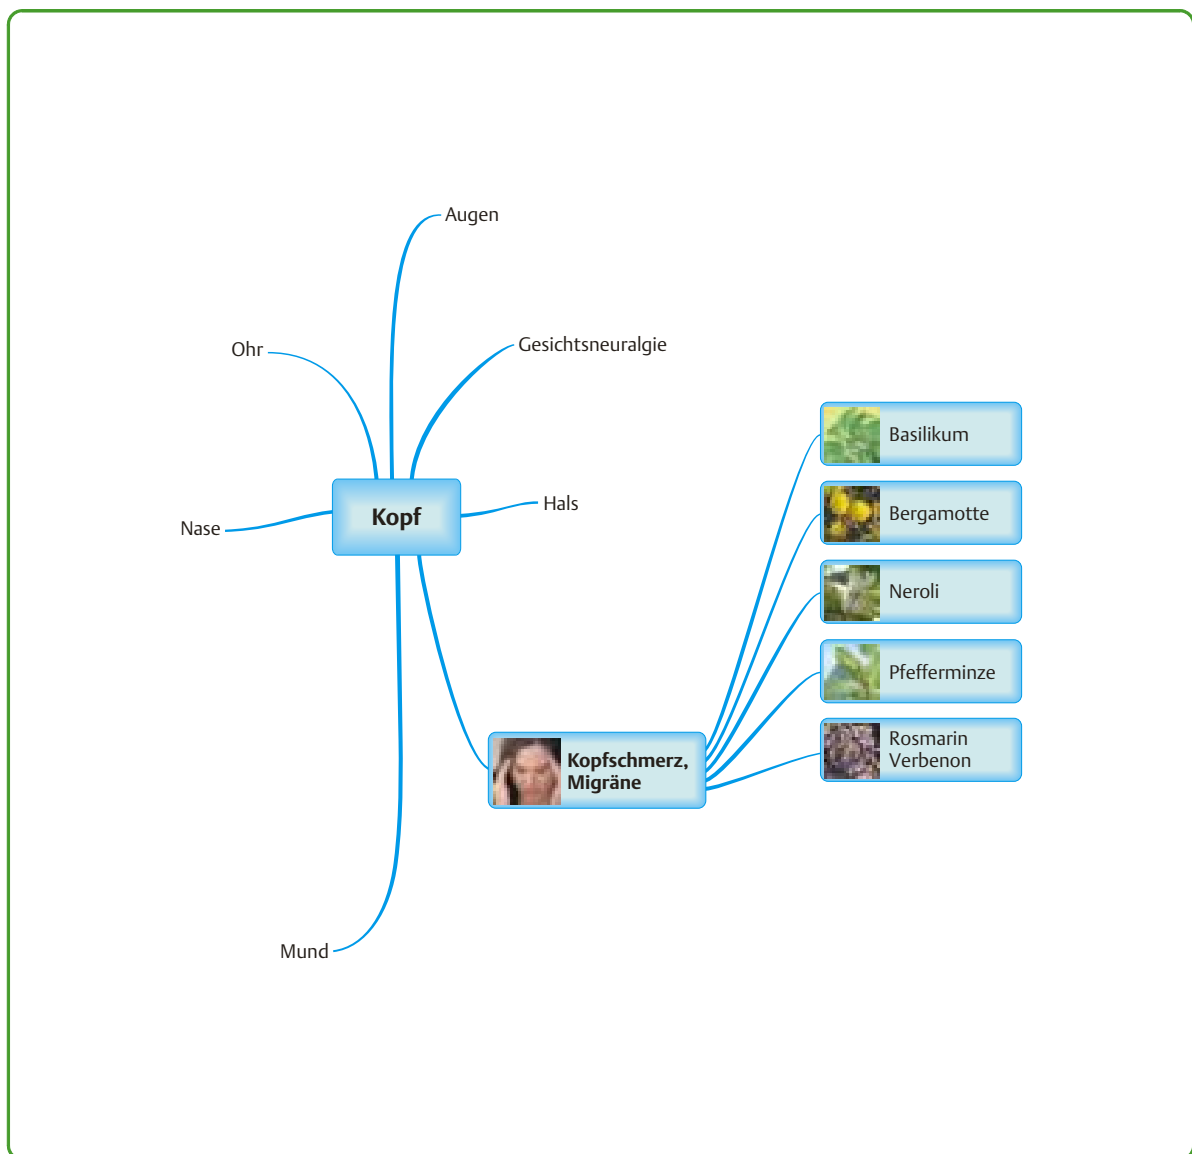 Augen
Gesichtsneuralgie
Ohr
Kopf
Hals
Nase
Basilikum
Bergamotte
Neroli
Pfefferminze
Rosmarin
Verbenon
Kopfschmerz,
Migräne
Mund